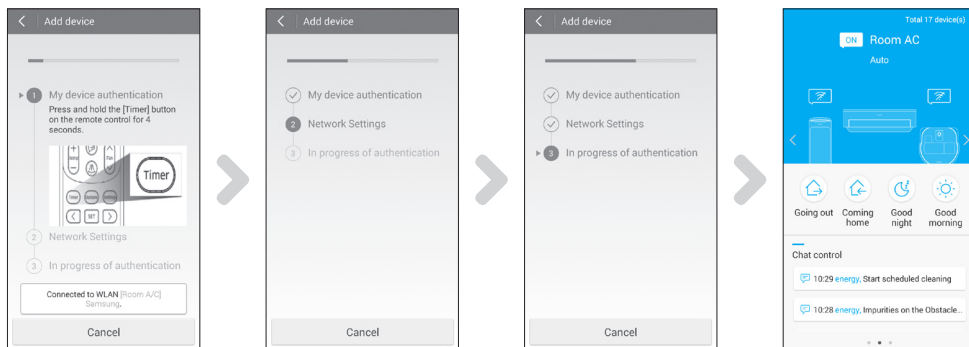 Add device
1 My device authentication
Press and hold the [Timer] button
on the remote control for 4
seconds.
Temp
Fan
Timer
Timer
SET
2 Network Settings
3 In progress of authentication
Connected to WLAN [Room A/C]
Samsung.
Cancel
Add device
My device authentication
2 Network Settings
3 In progress of authentication
Cancel
Add device
My device authentication
Network Settings
3 In progress of authentication
Cancel
Total 17 device(s)
ON Room AC
Auto
Going out
Coming
home
Good
night
Good
morning
Chat control
10:29 energy, Start scheduled cleaning
10:28 energy, Impurities on the Obstacle...